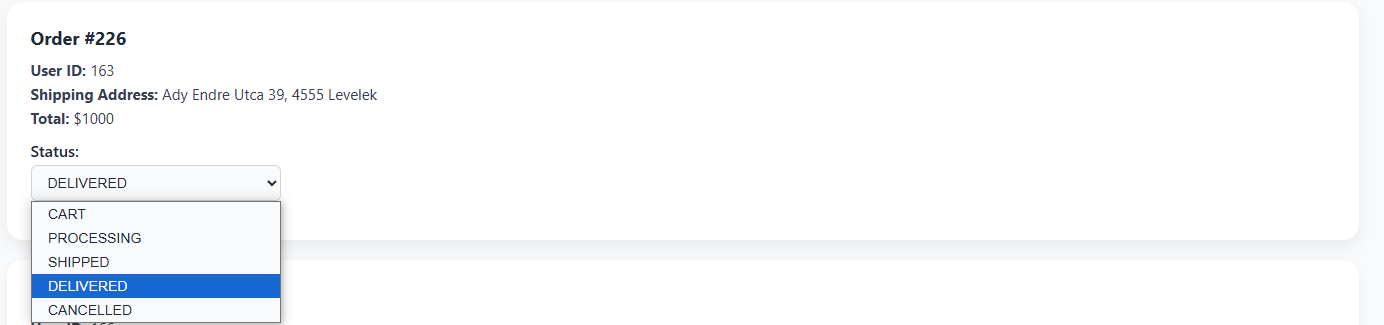 Order #226
User ID: 163
Shipping Address: Ady Endre Utca 39, 4555 Levelek
Total: $1000
Status:
DELIVERED
CART
PROCESSING
SHIPPED
DELIVERED
CANCELLED